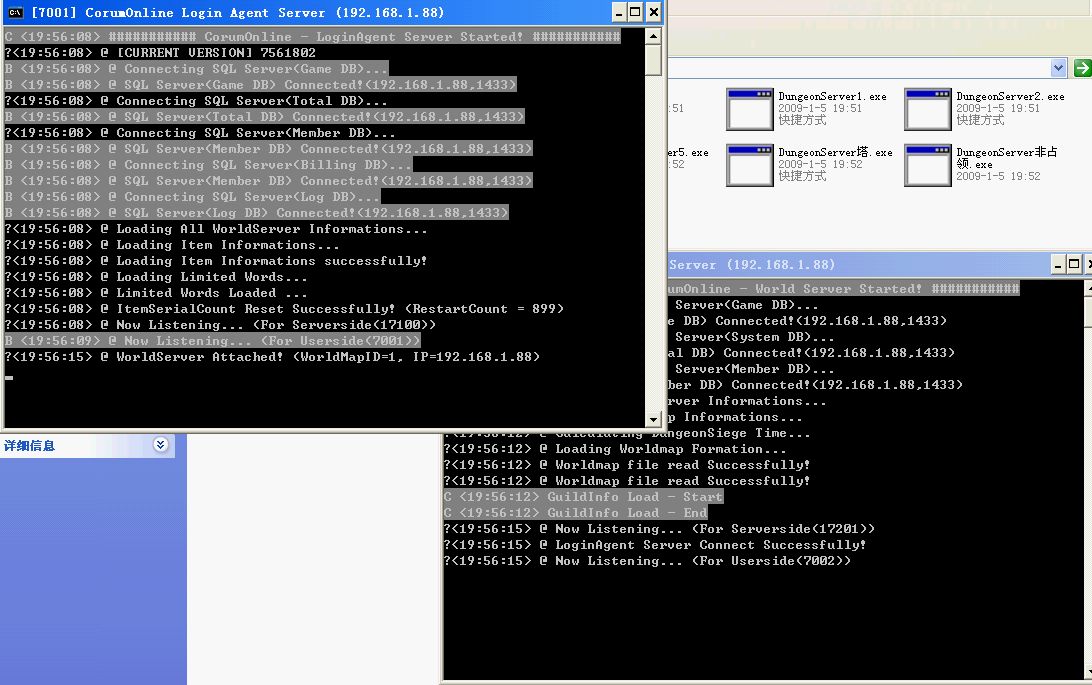 [7001] CorumOnline Login Agent Server (192.168.1.88)
C <19:56:08> ########### CorumOnline - LoginAgent Server Started! ###########
?<19:56:08> @ [CURRENT VERSION] 7561802
B <19:56:08> @ Connecting SQL Server(Game DB)...
B <19:56:08> @ SQL Server(Game DB) Connected!(192.168.1.88,1433)
?<19:56:08> @ Connecting SQL Server(Total DB)...
B <19:56:08> @ SQL Server(Total DB) Connected!(192.168.1.88,1433)
?<19:56:08> @ Connecting SQL Server(Member DB)...
B <19:56:08> @ SQL Server(Member DB) Connected!(192.168.1.88,1433)
B <19:56:08> @ Connecting SQL Server(Billing DB)...
B <19:56:08> @ SQL Server(Member DB) Connected!(192.168.1.88,1433)
B <19:56:08> @ Connecting SQL Server(Log DB)...
B <19:56:08> @ SQL Server(Log DB) Connected!(192.168.1.88,1433)
?<19:56:08> @ Loading All WorldServer Informations...
?<19:56:08> @ Loading Item Informations...
?<19:56:08> @ Loading Item Informations successfully!
?<19:56:08> @ Loading Limited Words...
?<19:56:08> @ Limited Words Loaded ...
?<19:56:08> @ ItemSerialCount Reset Successfully! (RestartCount = 899)
?<19:56:08> @ Now Listening... (For Serverside(17100))
B <19:56:09> @ Now Listening... (For Userside(7001))
?<19:56:15> @ WorldServer Attached! (WorldMapID=1, IP=192.168.1.88)
:51
DungeonServer1.exe
2009-1-5 19:51
快捷方式
DungeonServer2.exe
2009-1-5 19:51
快捷方式
er5.exe
:52
DungeonServer塔.exe
2009-1-5 19:52
快捷方式
DungeonServer非占
领.exe
2009-1-5 19:52
详细信息
Server (192.168.1.88)
umOnline - World Server Started! ###########
Server(Game DB)...
e DB) Connected!(192.168.1.88,1433)
Server(System DB)...
al DB) Connected!(192.168.1.88,1433)
Server(Member DB)...
ber DB) Connected!(192.168.1.88,1433)
rver Informations...
p Informations...
?<19:56:12> @ Calculating DungeonSiege Time...
?<19:56:12> @ Loading Worldmap Formation...
?<19:56:12> @ Worldmap file read Successfully!
?<19:56:12> @ Worldmap file read Successfully!
C <19:56:12> GuildInfo Load - Start
C <19:56:12> GuildInfo Load - End
?<19:56:15> @ Now Listening... (For Serverside(17201))
?<19:56:15> @ LoginAgent Server Connect Successfully!
?<19:56:15> @ Now Listening... (For Userside(7002))